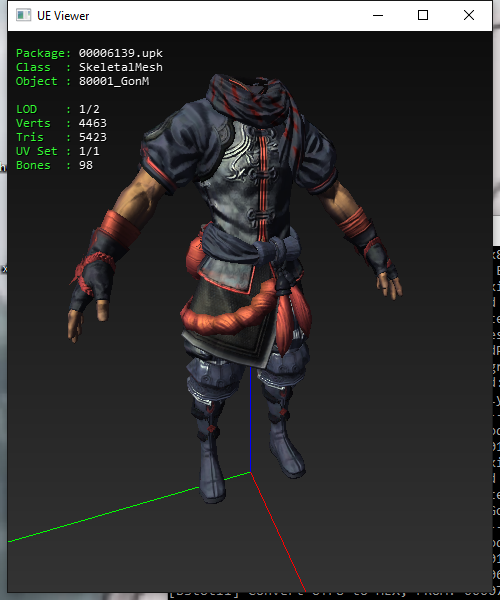 UE Viewer
Package: 00006139.upk
Class : SkeletalMesh
Object : 80001_GonM
LOD : 1/2
Verts : 4463
Tris : 5423
UV Set : 1/1
Bones : 98